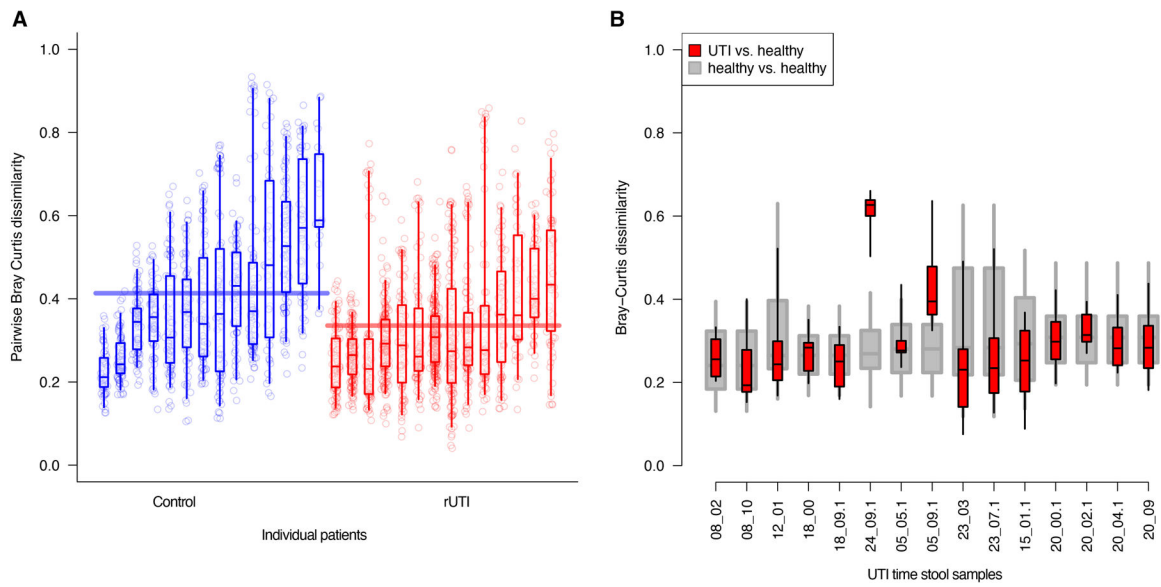 A
Pairwise Bray Curtis dissimilarity
1.0
0.8
0.6
0.4
0.2
0.0
Control
rUTI
Individual patients
B
Bray-Curtis dissimilarity
UTI vs. healthy
healthy vs. healthy
1.0
0.8
0.6
0.4
0.2
0.0
08_02
08_10
12_01
18_00
18_09.1
24_09.1
05_05.1
05_09.1
23_03
23_07.1
15_01.1
20_00.1
20_02.1
20_04.1
20_09
UTI time stool samples